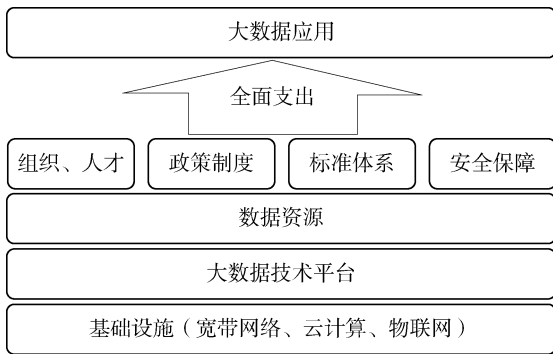 大数据应用
全面支出
组织、人才 政策制度 标准体系 安全保障
数据资源
大数据技术平台
基础设施（宽带网络、云计算、物联网）